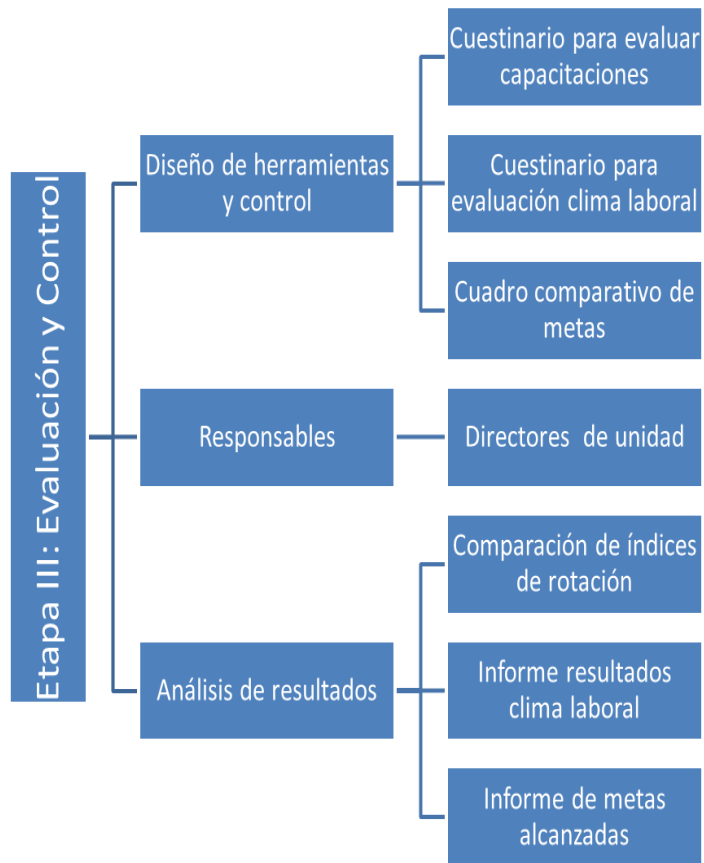 Etapa III: Evaluación y Control
Diseño de herramientas
y control
Cuestinario para evaluar
capacitaciones
Cuestinario para
evaluación clima laboral
Cuadro comparativo de
metas
Responsables
Directores de unidad
Análisis de resultados
Comparación de índices
de rotación
Informe resultados
clima laboral
Informe de metas
alcanzadas